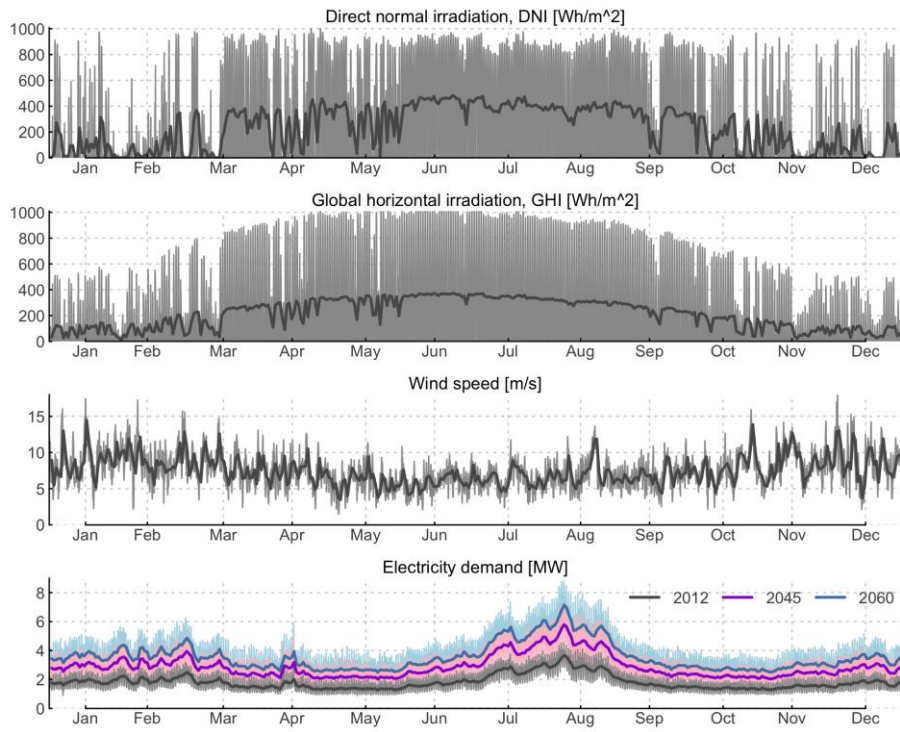 Direct normal irradiation, DNI [Wh/m^2]
1000
800
600
400
200
0
Jan Feb Mar Apr May Jun Jul Aug Sep Oct Nov Dec
Global horizontal irradiation, GHI [Wh/m^2]
1000
800
600
400
200
0
Jan Feb Mar Apr May Jun Jul Aug Sep Oct Nov Dec
Wind speed [m/s]
15
10
5
0
Jan Feb Mar Apr May Jun Jul Aug Sep Oct Nov Dec
Electricity demand [MW]
8
2012 2045 2060
6
4
2
0
Jan Feb Mar Apr May Jun Jul Aug Sep Oct Nov Dec